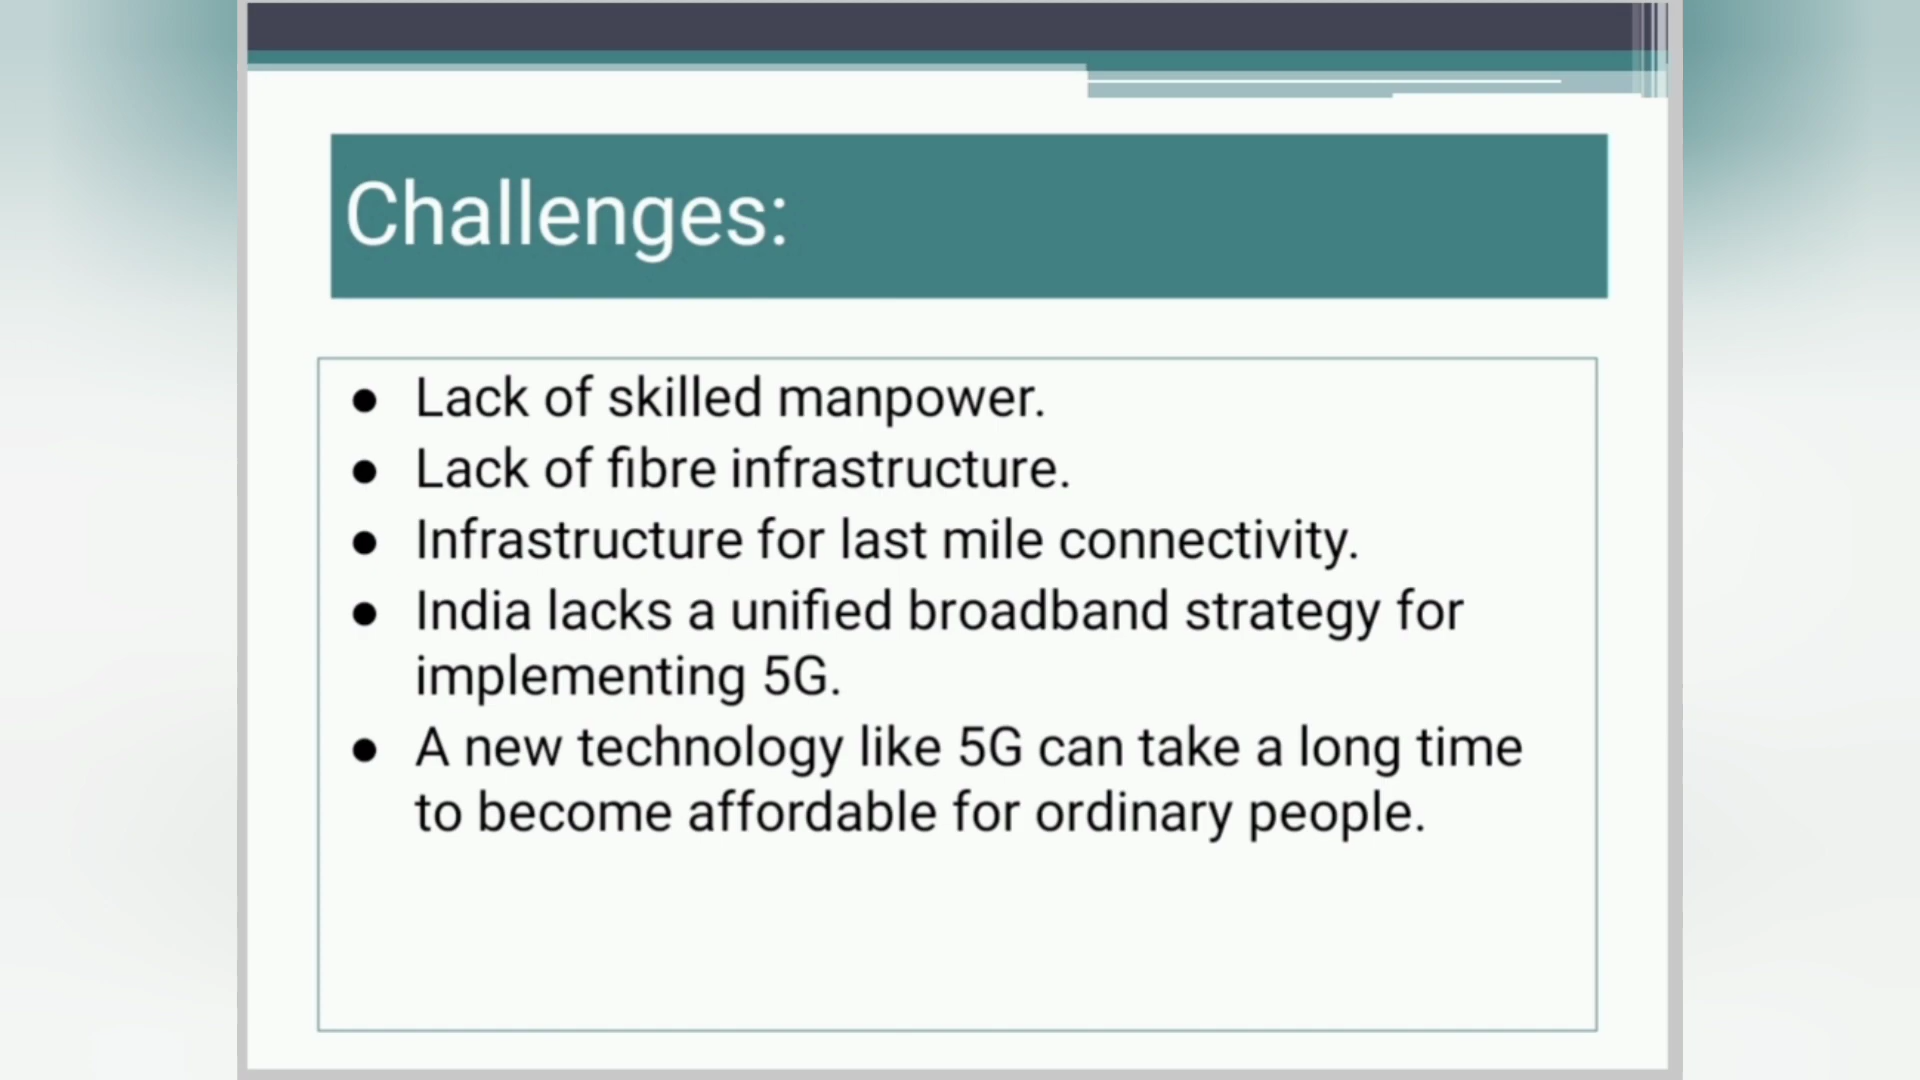 Challenges:
● Lack of skilled manpower.
● Lack of fibre infrastructure.
● Infrastructure for last mile connectivity.
● India lacks a unified broadband strategy for
implementing 5G.
● A new technology like 5G can take a long time
to become affordable for ordinary people.